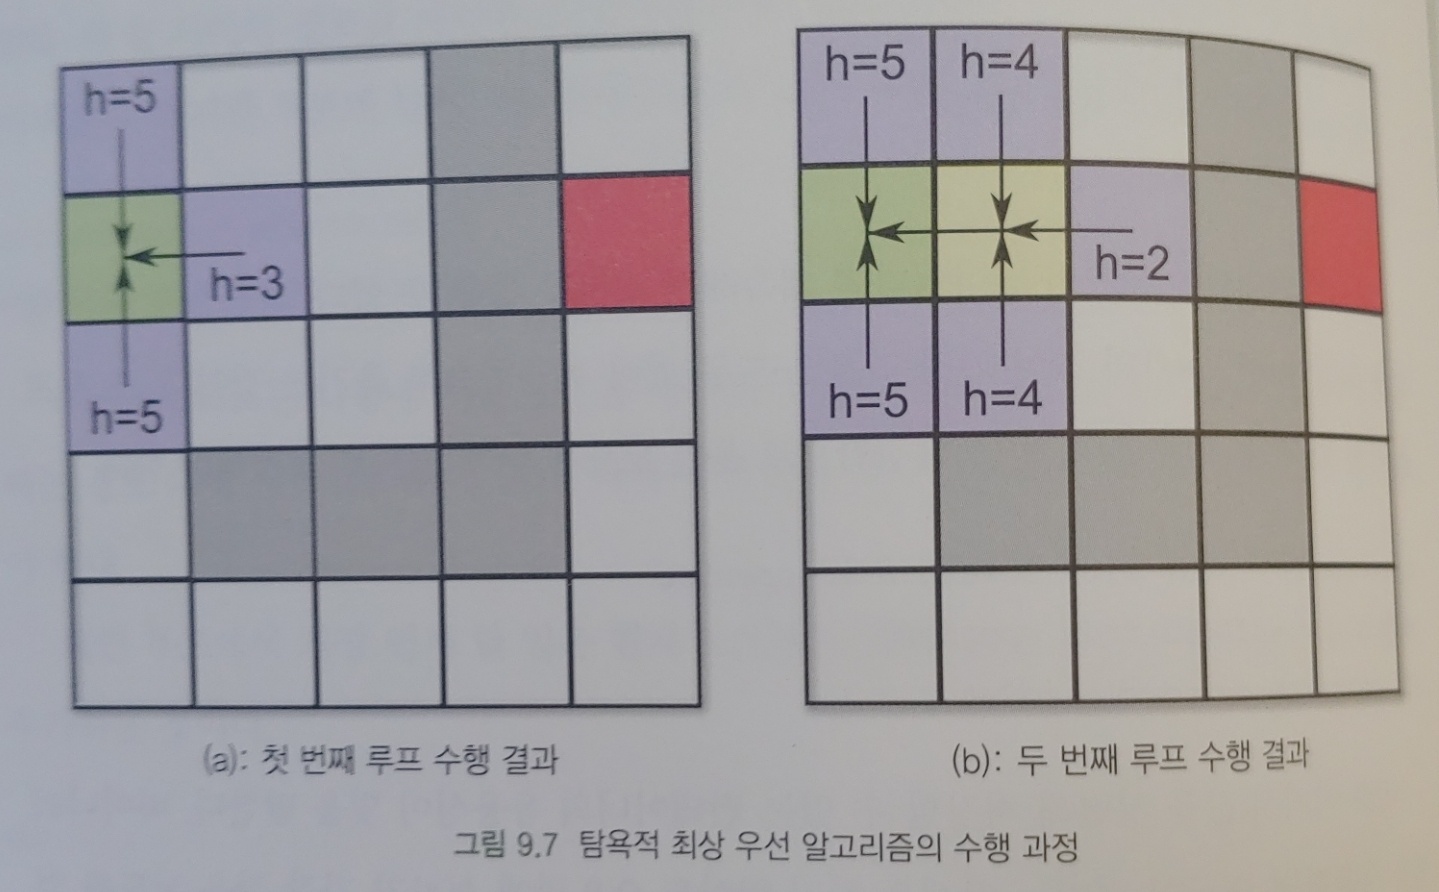 h=5
h=3
h=5
h=5 h=4
h=2
h=5 h=4
(a): 첫 번째 루프 수행 결과
(b): 두 번째 루프 수행 결과
그림 9.7 탐욕적 최상 우선 알고리즘의 수행 과정